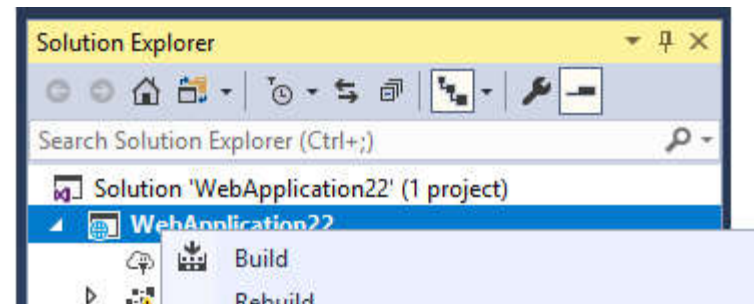 Solution Explorer
Search Solution Explorer (Ctrl+;)
Solution 'WebApplication22' (1 project)
WebApplication22
Build
Rebuild